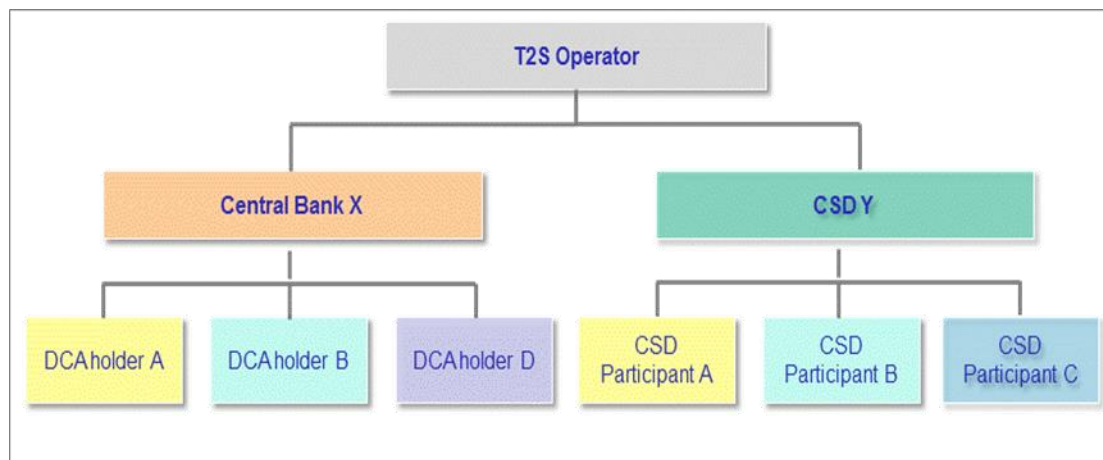 T2S Operator
Central Bank X
CSD Y
DCA holder A
DCA holder B
DCA holder D
CSD
Participant A
CSD
Participant B
CSD
Participant C